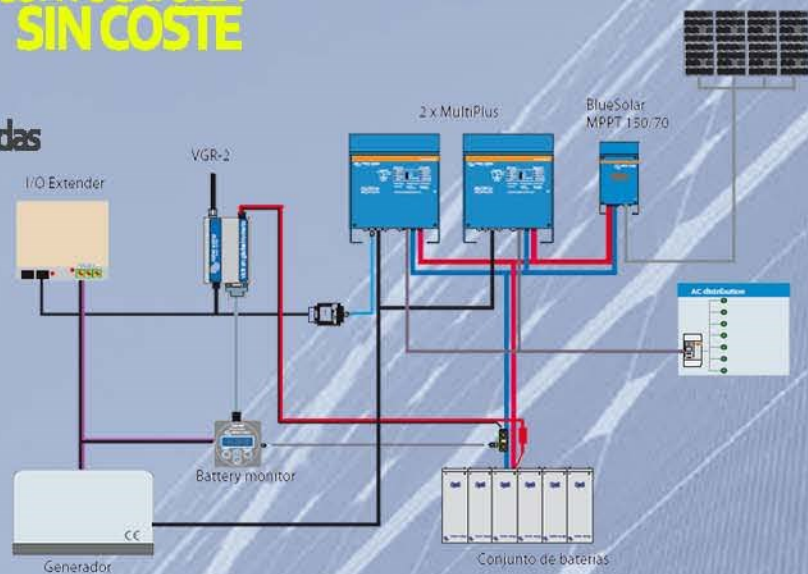 SIN COSTE
das
2 x MultiPlus
BlueSolar
MPPT 150/70
VGR-2
I/O Extender
AC distribution
Battery monitor
Generador
CE
Conjunto de baterías